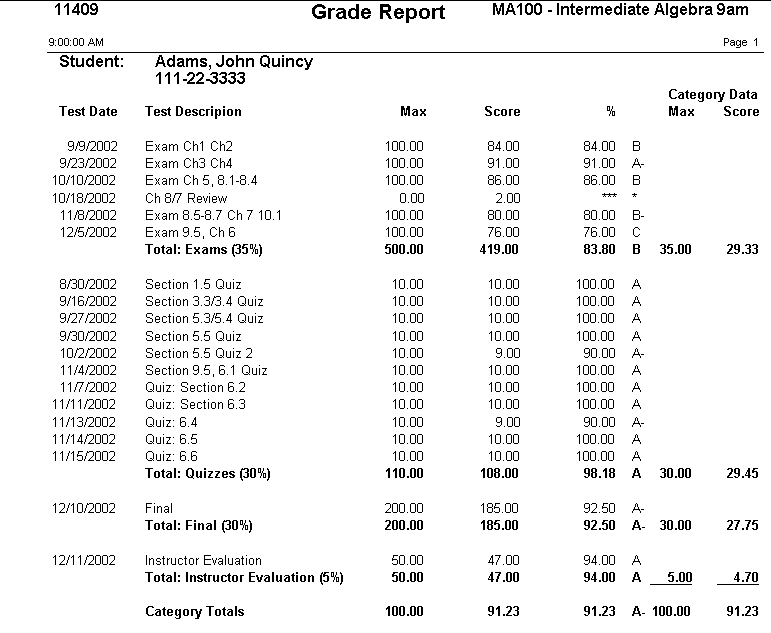 11409 Grade Report MA100 - Intermediate Algebra 9am
9:00:00 AM Page 1
Student: Adams, John Quincy
111-22-3333
Category Data
Test Date Test Descripion Max Score % Max Score
9/9/2002 Exam Ch1 Ch2 100.00 84.00 84.00 B
9/23/2002 Exam Ch3 Ch4 100.00 91.00 91.00 A-
10/10/2002 Exam Ch 5, 8.1-8.4 100.00 86.00 86.00 B
10/18/2002 Ch 8/7 Review 0.00 2.00 *** *
11/8/2002 Exam 8.5-8.7 Ch 7 10.1 100.00 80.00 80.00 B-
12/5/2002 Exam 9.5, Ch 6 100.00 76.00 76.00 C
Total: Exams (35%) 500.00 419.00 83.80 B 35.00 29.33
8/30/2002 Section 1.5 Quiz 10.00 10.00 100.00 A
9/16/2002 Section 3.3/3.4 Quiz 10.00 10.00 100.00 A
9/27/2002 Section 5.3/5.4 Quiz 10.00 10.00 100.00 A
9/30/2002 Section 5.5 Quiz 10.00 10.00 100.00 A
10/2/2002 Section 5.5 Quiz 2 10.00 9.00 90.00 A-
11/4/2002 Section 9.5, 6.1 Quiz 10.00 10.00 100.00 A
11/7/2002 Quiz: Section 6.2 10.00 10.00 100.00 A
11/11/2002 Quiz: Section 6.3 10.00 10.00 100.00 A
11/13/2002 Quiz: 6.4 10.00 9.00 90.00 A-
11/14/2002 Quiz: 6.5 10.00 10.00 100.00 A
11/15/2002 Quiz: 6.6 10.00 10.00 100.00 A
Total: Quizzes (30%) 110.00 108.00 98.18 A 30.00 29.45
12/10/2002 Final 200.00 185.00 92.50 A-
Total: Final (30%) 200.00 185.00 92.50 A- 30.00 27.75
12/11/2002 Instructor Evaluation 50.00 47.00 94.00 A
Total: Instructor Evaluation (5%) 50.00 47.00 94.00 A 5.00 4.70
Category Totals 100.00 91.23 91.23 A- 100.00 91.23